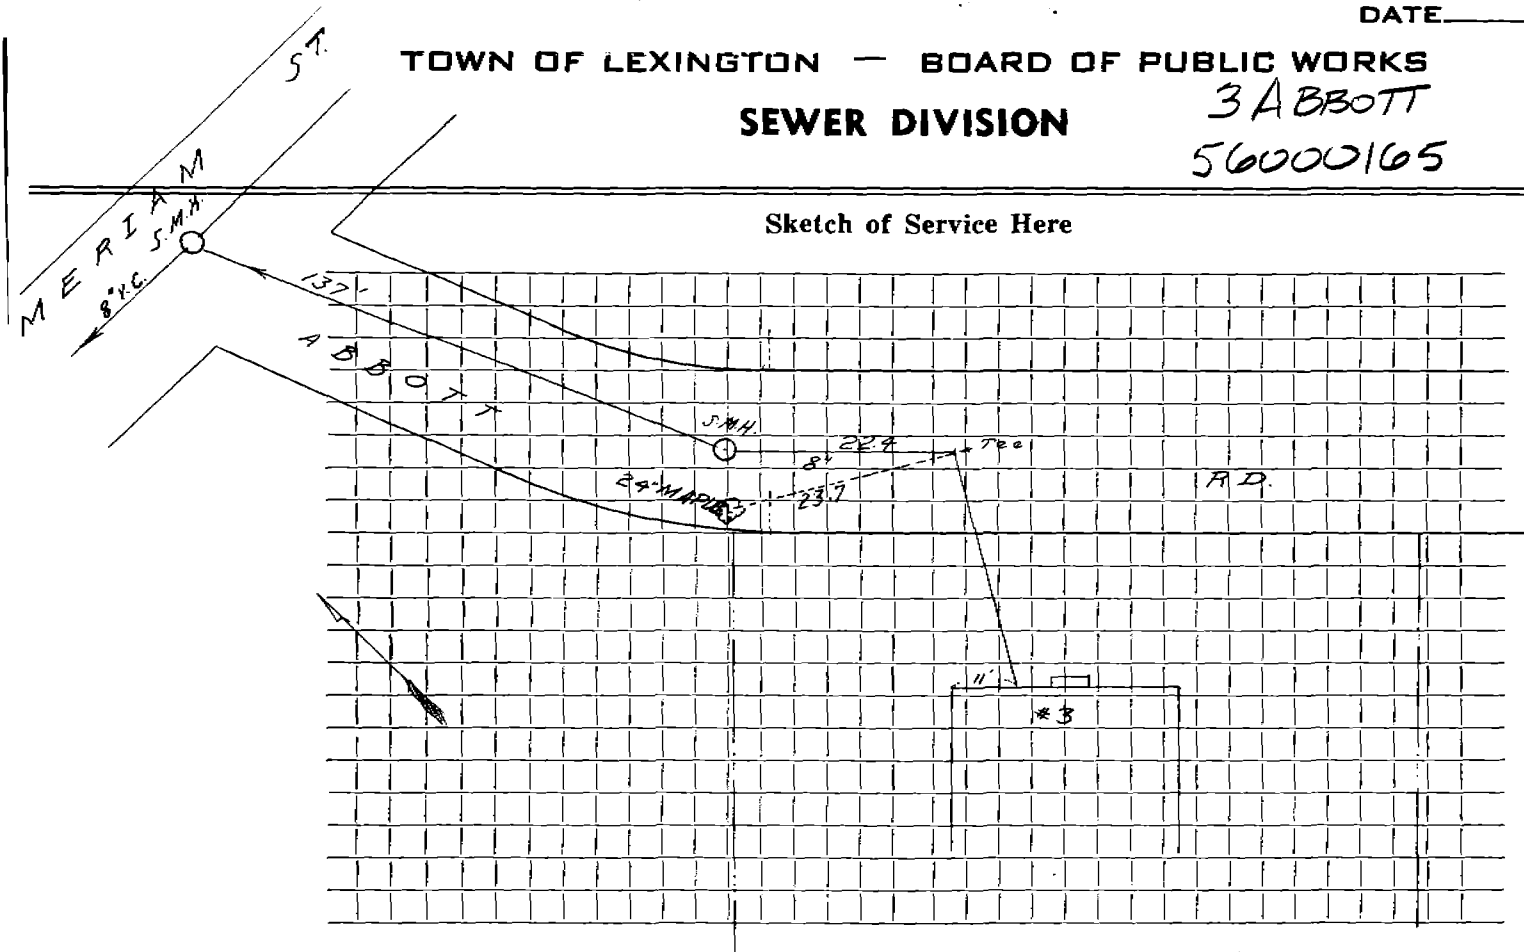 DATE
TOWN OF LEXINGTON — BOARD OF PUBLIC WORKS
3 ABBOTT
SEWER DIVISION
56000165
Sketch of Service Here
MERIAM ST.
S.M.H.
8" V.C.
137'
ABBOTT
S.M.H.
22.4
Tee
8"
24" MAPLE
23.7
RD.
11'
#3